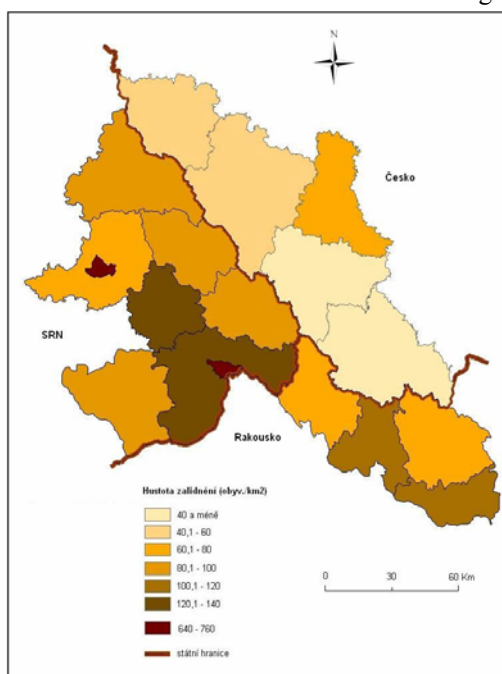 g
N
Česko
SRN
Rakousko
Hustota zalidnění (obyv./km2)
40 a méně
40,1 - 60
60,1 - 80
80,1 - 100
100,1 - 120
120,1 - 140
640 - 760
státní hranice
0 30 60 Km